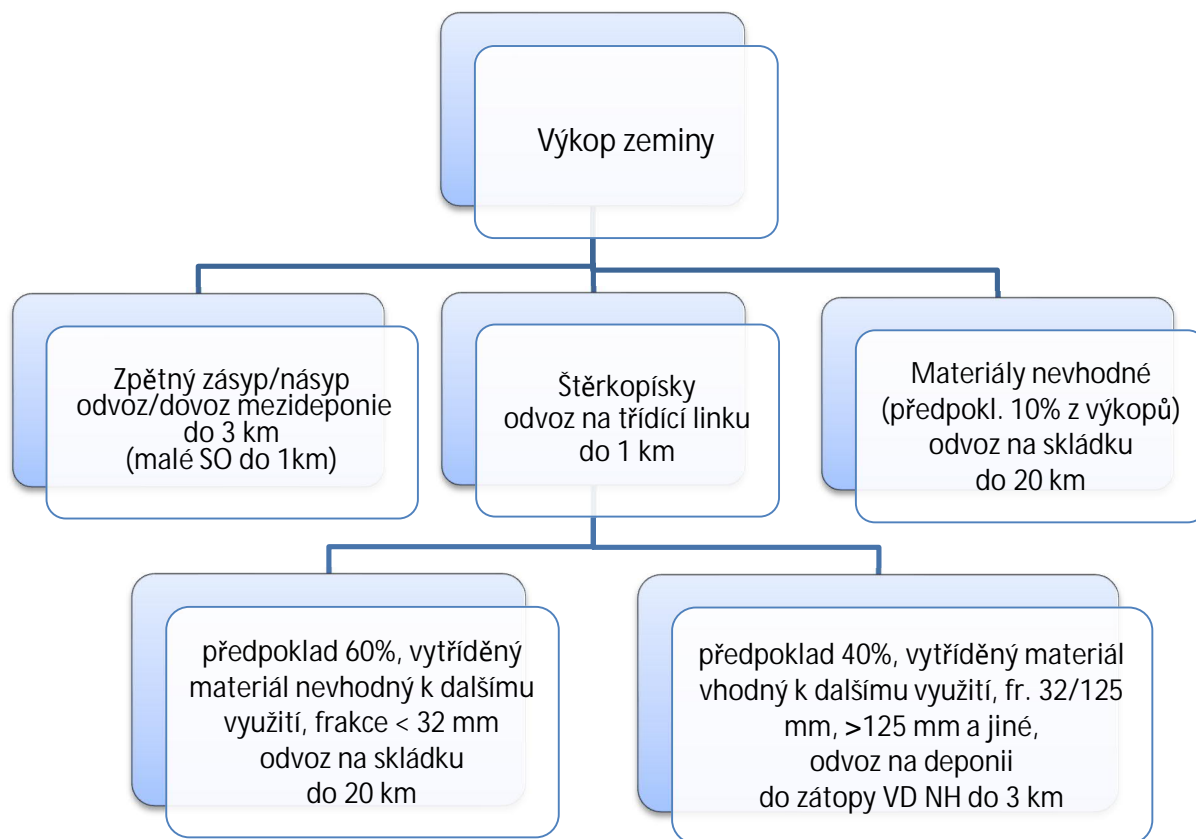 Výkop zeminy
Zpětný zásyp/násyp
odvoz/dovoz mezideponie
do 3 km
(malé SO do 1km)
Štěrkopísky
odvoz na třídící linku
do 1 km
Materiály nevhodné
(předpokl. 10% z výkopů)
odvoz na skládku
do 20 km
předpoklad 60%, vytříděný
materiál nevhodný k dalšímu
využití, frakce < 32 mm
odvoz na skládku
do 20 km
předpoklad 40%, vytříděný materiál
vhodný k dalšímu využití, fr. 32/125
mm, >125 mm a jiné,
odvoz na deponii
do zátopy VD NH do 3 km